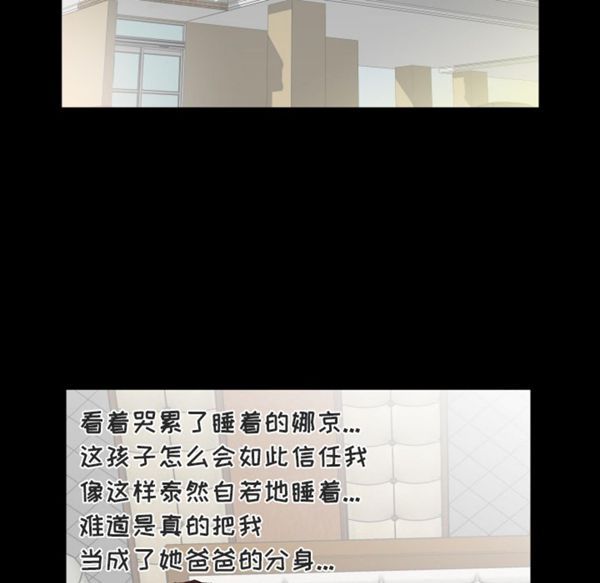 看着哭累了睡着的娜京...
这孩子怎么会如此信任我
像这样泰然自若地睡着...
难道是真的把我
当成了她爸爸的分身...